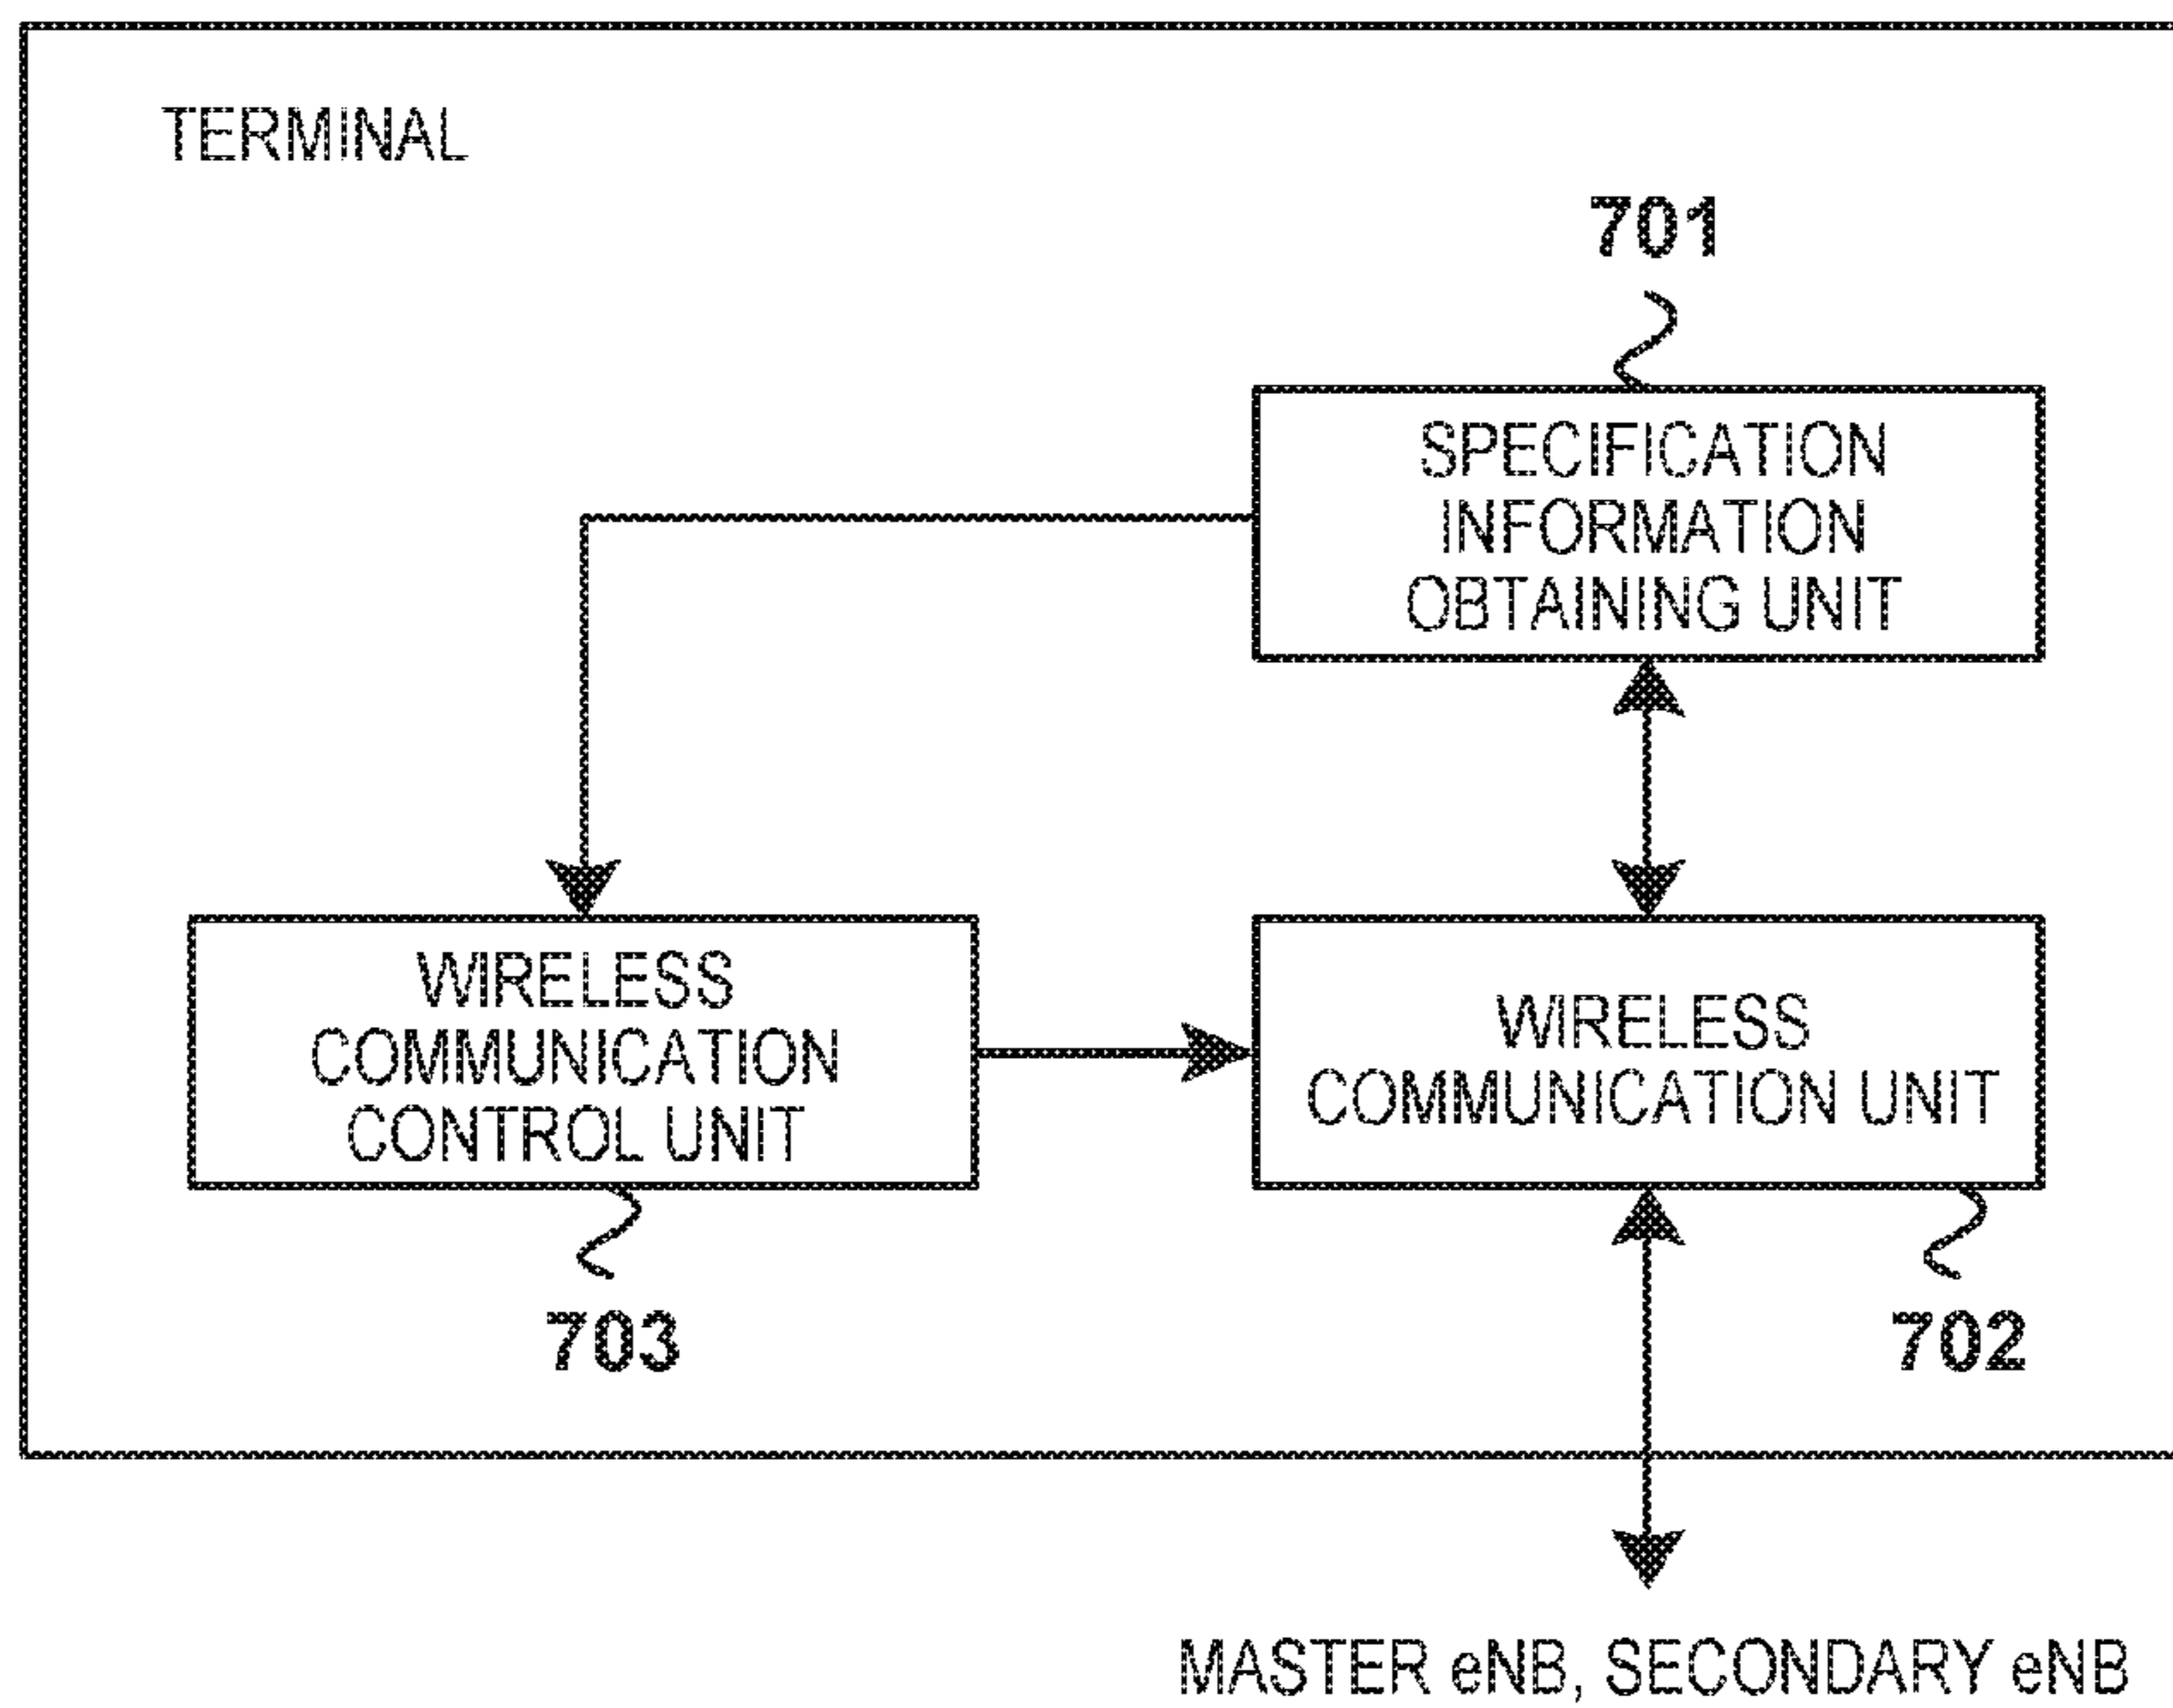 TERMINAL
701
SPECIFICATION
INFORMATION
OBTAINING UNIT
WIRELESS
COMMUNICATION
CONTROL UNIT
WIRELESS
COMMUNICATION UNIT
703
702
MASTER eNB, SECONDARY eNB